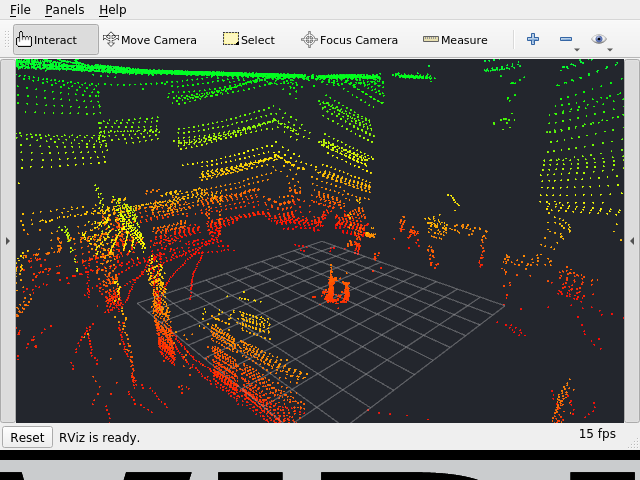 File Panels Help
Interact Move Camera Select Focus Camera Measure
Reset RViz is ready. 15 fps